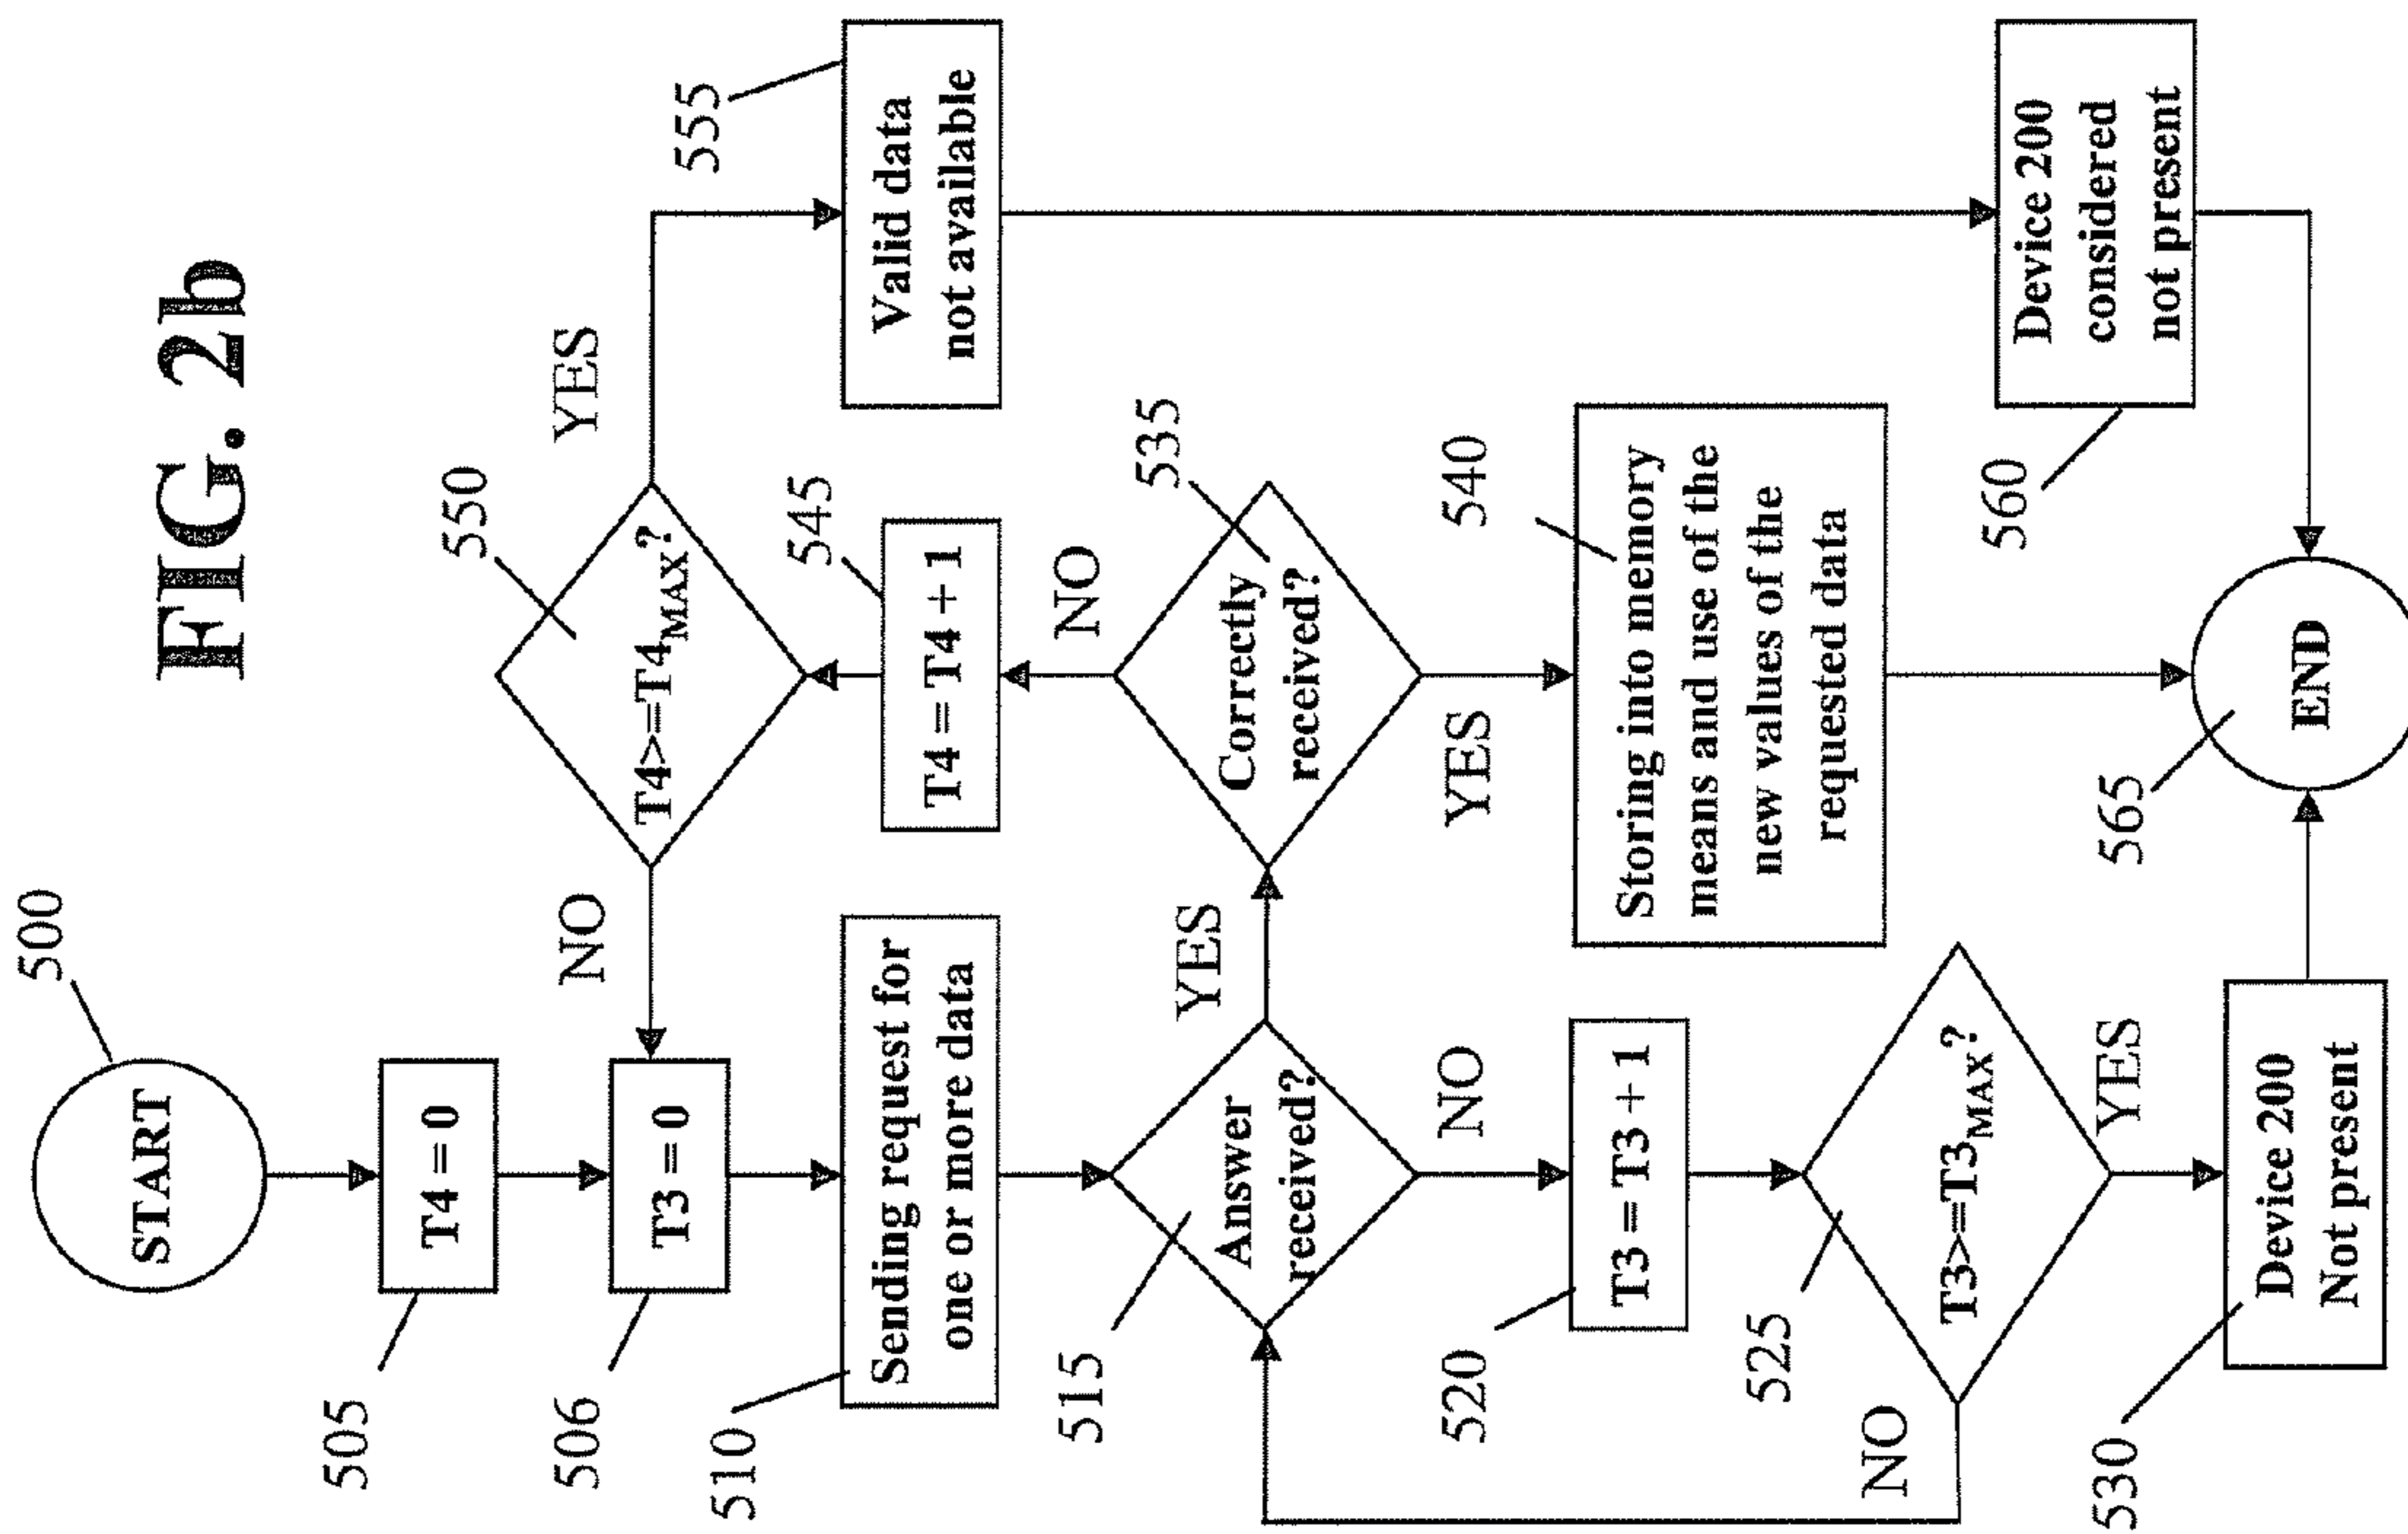 FIG. 2b
500
START
505
T4 = 0
506
T3 = 0
510
Sending request for
one or more data
515
Answer
received?
YES
NO
520
T3 = T3 + 1
525
T3>=T3MAX?
NO
YES
530
Device 200
Not present
535
Correctly
received?
NO
YES
540
Storing into memory
means and use of the
new values of the
requested data
545
T4 = T4 + 1
550
T4>=T4MAX?
NO
YES
555
Valid data
not available
560
Device 200
considered
not present
565
END